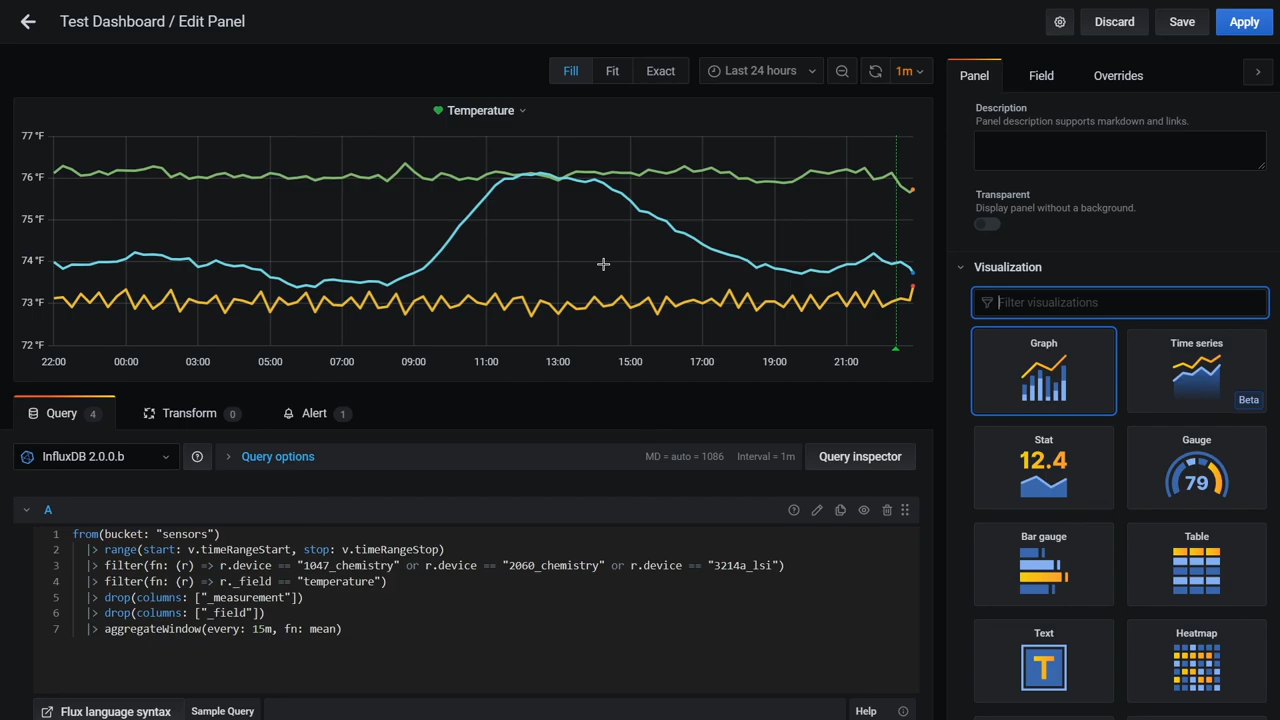 Test Dashboard / Edit Panel
Discard
Save
Apply
Fill
Fit
Exact
Last 24 hours
1m
Panel
Field
Overrides
Temperature
77 °F
76 °F
75 °F
74 °F
73 °F
72 °F
22:00
00:00
03:00
05:00
07:00
09:00
11:00
13:00
15:00
17:00
19:00
21:00
Description
Panel description supports markdown and links.
Transparent
Display panel without a background.
Visualization
Filter visualizations
Graph
Time series
Beta
Stat
12.4
Gauge
79
Bar gauge
Table
Text
T
Heatmap
Query 4
Transform 0
Alert 1
InfluxDB 2.0.0.b
Query options
MD = auto = 1086
Interval = 1m
Query inspector
A
1 from(bucket: "sensors")
2 |> range(start: v.timeRangeStart, stop: v.timeRangeStop)
3 |> filter(fn: (r) => r.device == "1047_chemistry" or r.device == "2060_chemistry" or r.device == "3214a_lsi")
4 |> filter(fn: (r) => r._field == "temperature")
5 |> drop(columns: ["_measurement"])
6 |> drop(columns: ["_field"])
7 |> aggregateWindow(every: 15m, fn: mean)
Flux language syntax
Sample Query
Help